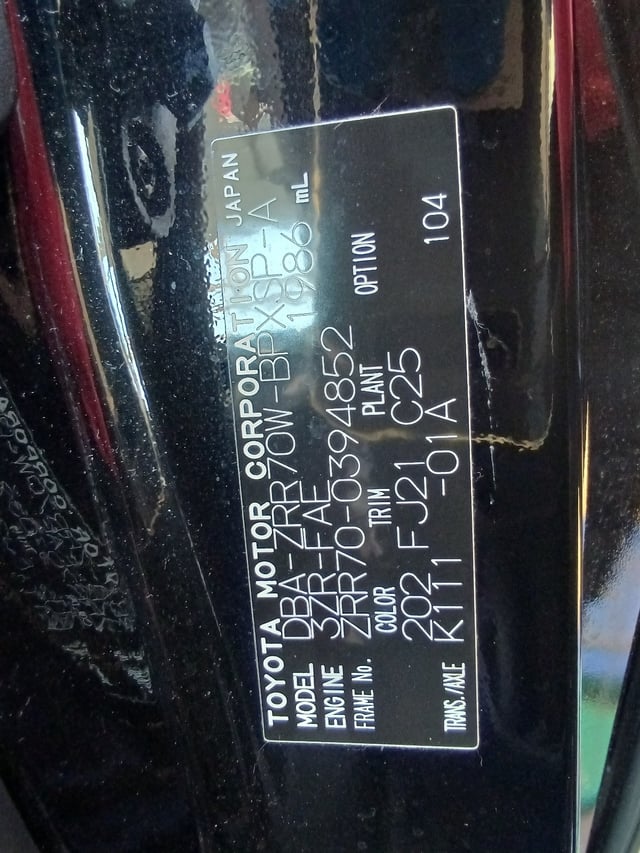 TOYOTA MOTOR CORPORATION JAPAN
MODEL DBA-ZRR70W-BPXSP-A
ENGINE 3ZR-FAE 1986 mL
FRAME No. ZRR70-0394852
COLOR TRIM PLANT OPTION
202 FJ21 C25 104
TRANS./AXLE K111 -01A